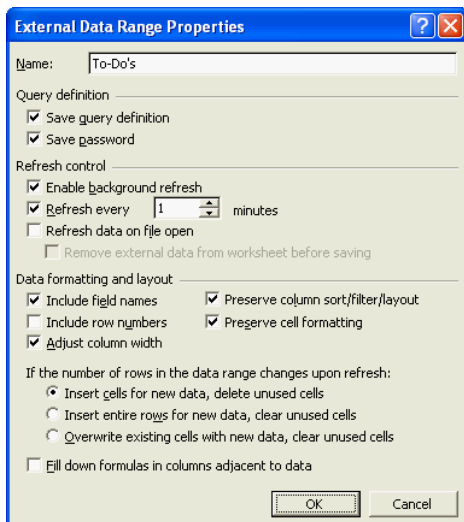 External Data Range Properties
Name: To-Do's
Query definition
Save query definition
Save password
Refresh control
Enable background refresh
Refresh every 1 minutes
Refresh data on file open
Remove external data from worksheet before saving
Data formatting and layout
Include field names Preserve column sort/filter/layout
Include row numbers Preserve cell formatting
Adjust column width
If the number of rows in the data range changes upon refresh:
Insert cells for new data, delete unused cells
Insert entire rows for new data, clear unused cells
Overwrite existing cells with new data, clear unused cells
Fill down formulas in columns adjacent to data
OK Cancel